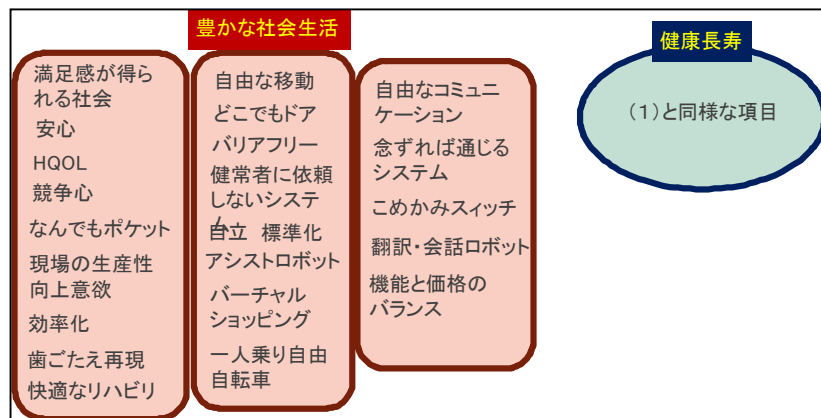 豊かな社会生活
満足感が得ら
れる社会
安心
HQOL
競争心
なんでもポケット
現場の生産性
向上意欲
効率化
歯ごたえ再現
快適なリハビリ
自由な移動
どこでもドア
バリアフリー
健常者に依頼
しないシステ
ム
自立 標準化
アシストロボット
バーチャル
ショッピング
一人乗り自由
自転車
自由なコミュニ
ケーション
念ずれば通じる
システム
こめかみスィッチ
翻訳・会話ロボット
機能と価格の
バランス
健康長寿
（１）と同様な項目